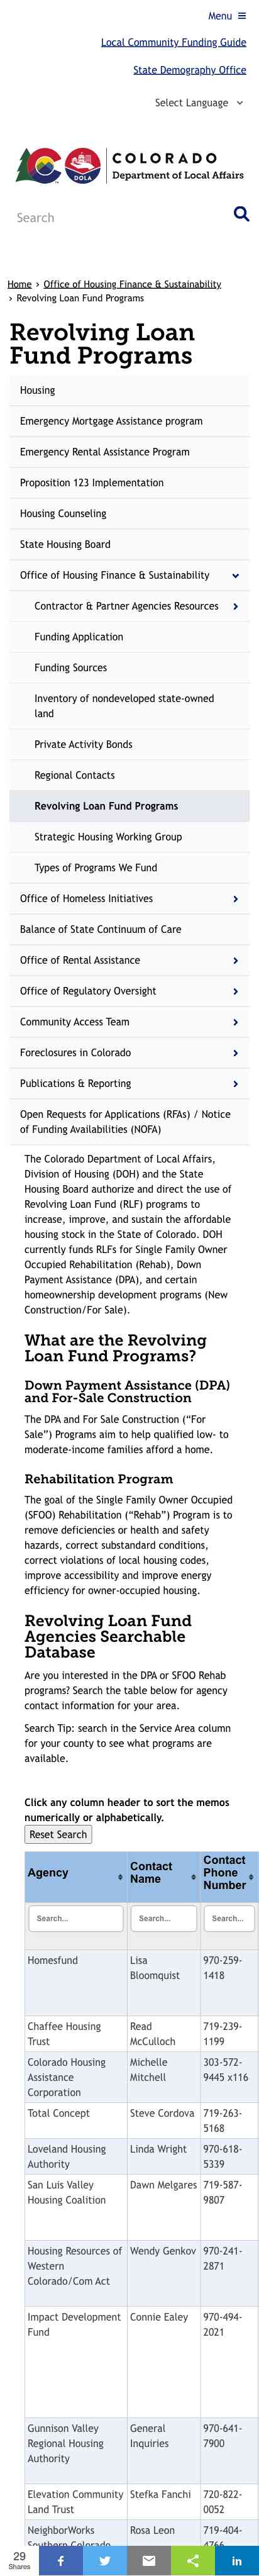 Menu
Local Community Funding Guide
State Demography Office
Select Language
CO
DOLA
COLORADO
Department of Local Affairs
Search
Home › Office of Housing Finance & Sustainability
› Revolving Loan Fund Programs
Revolving Loan
Fund Programs
Housing
Emergency Mortgage Assistance program
Emergency Rental Assistance Program
Proposition 123 Implementation
Housing Counseling
State Housing Board
Office of Housing Finance & Sustainability
Contractor & Partner Agencies Resources
Funding Application
Funding Sources
Inventory of nondeveloped state-owned
land
Private Activity Bonds
Regional Contacts
Revolving Loan Fund Programs
Strategic Housing Working Group
Types of Programs We Fund
Office of Homeless Initiatives
Balance of State Continuum of Care
Office of Rental Assistance
Office of Regulatory Oversight
Community Access Team
Foreclosures in Colorado
Publications & Reporting
Open Requests for Applications (RFAs) / Notice
of Funding Availabilities (NOFA)
The Colorado Department of Local Affairs,
Division of Housing (DOH) and the State
Housing Board authorize and direct the use of
Revolving Loan Fund (RLF) programs to
increase, improve, and sustain the affordable
housing stock in the State of Colorado. DOH
currently funds RLFs for Single Family Owner
Occupied Rehabilitation (Rehab), Down
Payment Assistance (DPA), and certain
homeownership development programs (New
Construction/For Sale).
What are the Revolving
Loan Fund Programs?
Down Payment Assistance (DPA)
and For-Sale Construction
The DPA and For Sale Construction (“For
Sale”) Programs aim to help qualified low- to
moderate-income families afford a home.
Rehabilitation Program
The goal of the Single Family Owner Occupied
(SFOO) Rehabilitation (“Rehab”) Program is to
remove deficiencies or health and safety
hazards, correct substandard conditions,
correct violations of local housing codes,
improve accessibility and improve energy
efficiency for owner-occupied housing.
Revolving Loan Fund
Agencies Searchable
Database
Are you interested in the DPA or SFOO Rehab
programs? Search the table below for agency
contact information for your area.
Search Tip: search in the Service Area column
for your county to see what programs are
available.
Click any column header to sort the memos
numerically or alphabetically.
Reset Search
Agency Contact Name Contact Phone Number
Search... Search... Search...
Homesfund Lisa Bloomquist 970-259-1418
Chaffee Housing Trust Read McCulloch 719-239-1199
Colorado Housing Assistance Corporation Michelle Mitchell 303-572-9445 x116
Total Concept Steve Cordova 719-263-5168
Loveland Housing Authority Linda Wright 970-618-5339
San Luis Valley Housing Coalition Dawn Melgares 719-587-9807
Housing Resources of Western Colorado/Com Act Wendy Genkov 970-241-2871
Impact Development Fund Connie Ealey 970-494-2021
Gunnison Valley Regional Housing Authority General Inquiries 970-641-7900
Elevation Community Land Trust Stefka Fanchi 720-822-0052
NeighborWorks Southern Colorado Rosa Leon 719-404-4766
29
Shares